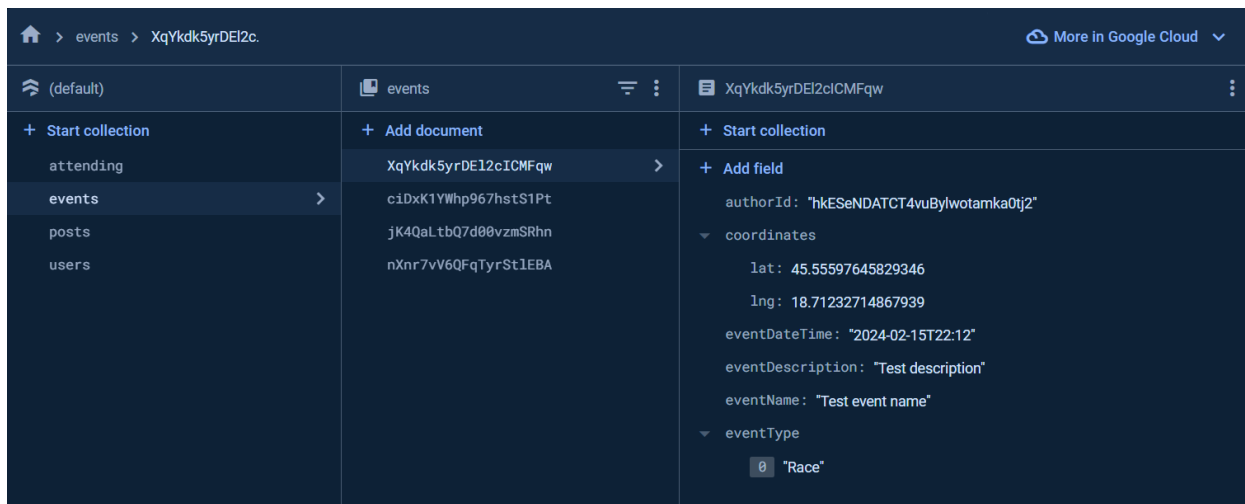 > events > XqYkdk5yrDEl2c.
More in Google Cloud
(default)
+ Start collection
attending
events
posts
users
events
+ Add document
XqYkdk5yrDEl2cICMFqw
ciDxK1YWhp967hstS1Pt
jK4QaLtbQ7d00vzmSRhn
nXnr7vV6QFqTyrStlEBA
XqYkdk5yrDEl2cICMFqw
+ Start collection
+ Add field
authorId: "hkESeNDATCT4vuBylwotamka0tj2"
coordinates
lat: 45.55597645829346
lng: 18.71232714867939
eventDateTime: "2024-02-15T22:12"
eventDescription: "Test description"
eventName: "Test event name"
eventType
0 "Race"